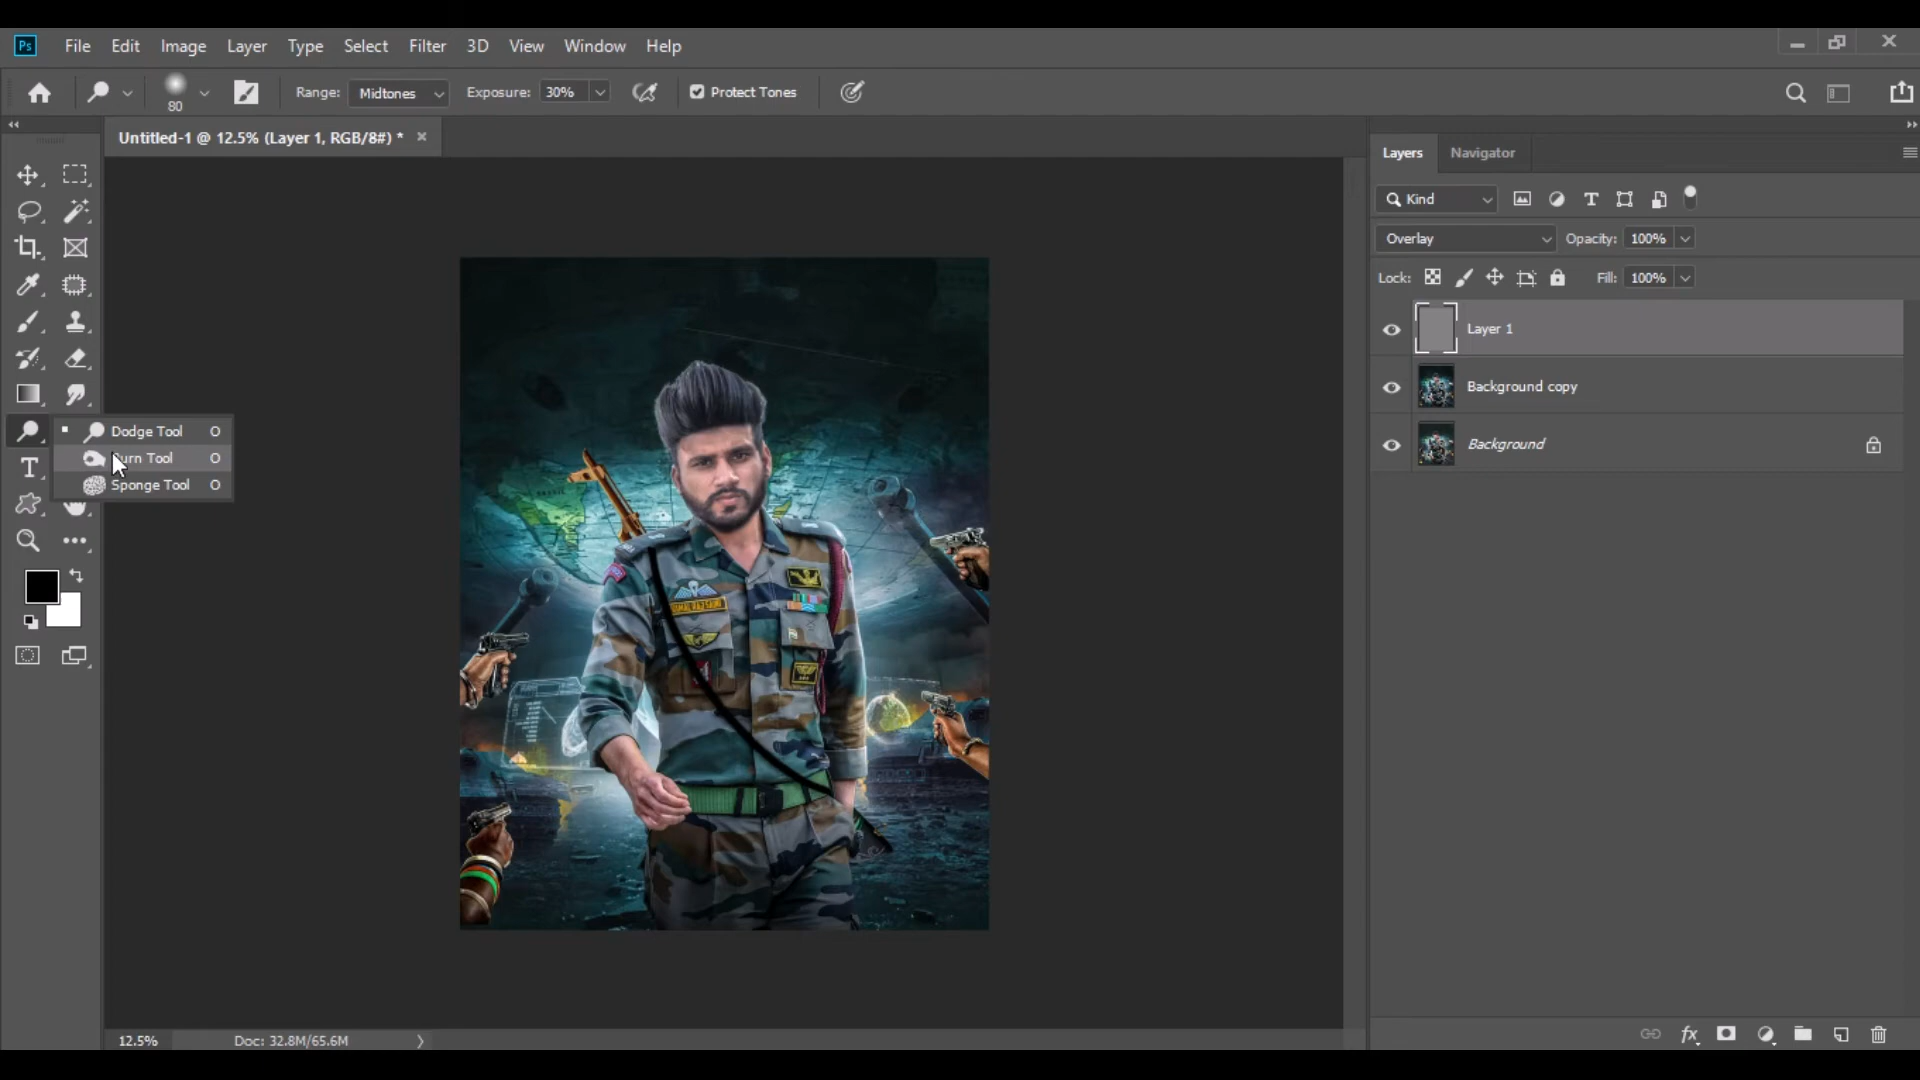 Ps File Edit Image Layer Type Select Filter 3D View Window Help
80 Range: Midtones Exposure: 30% Protect Tones
Untitled-1 @ 12.5% (Layer 1, RGB/8#) *
Layers Navigator
Kind
Overlay Opacity: 100%
Lock: Fill: 100%
Layer 1
Background copy
Background
Dodge Tool O
urn Tool O
Sponge Tool O
T
fx
12.5% Doc: 32.8M/65.6M